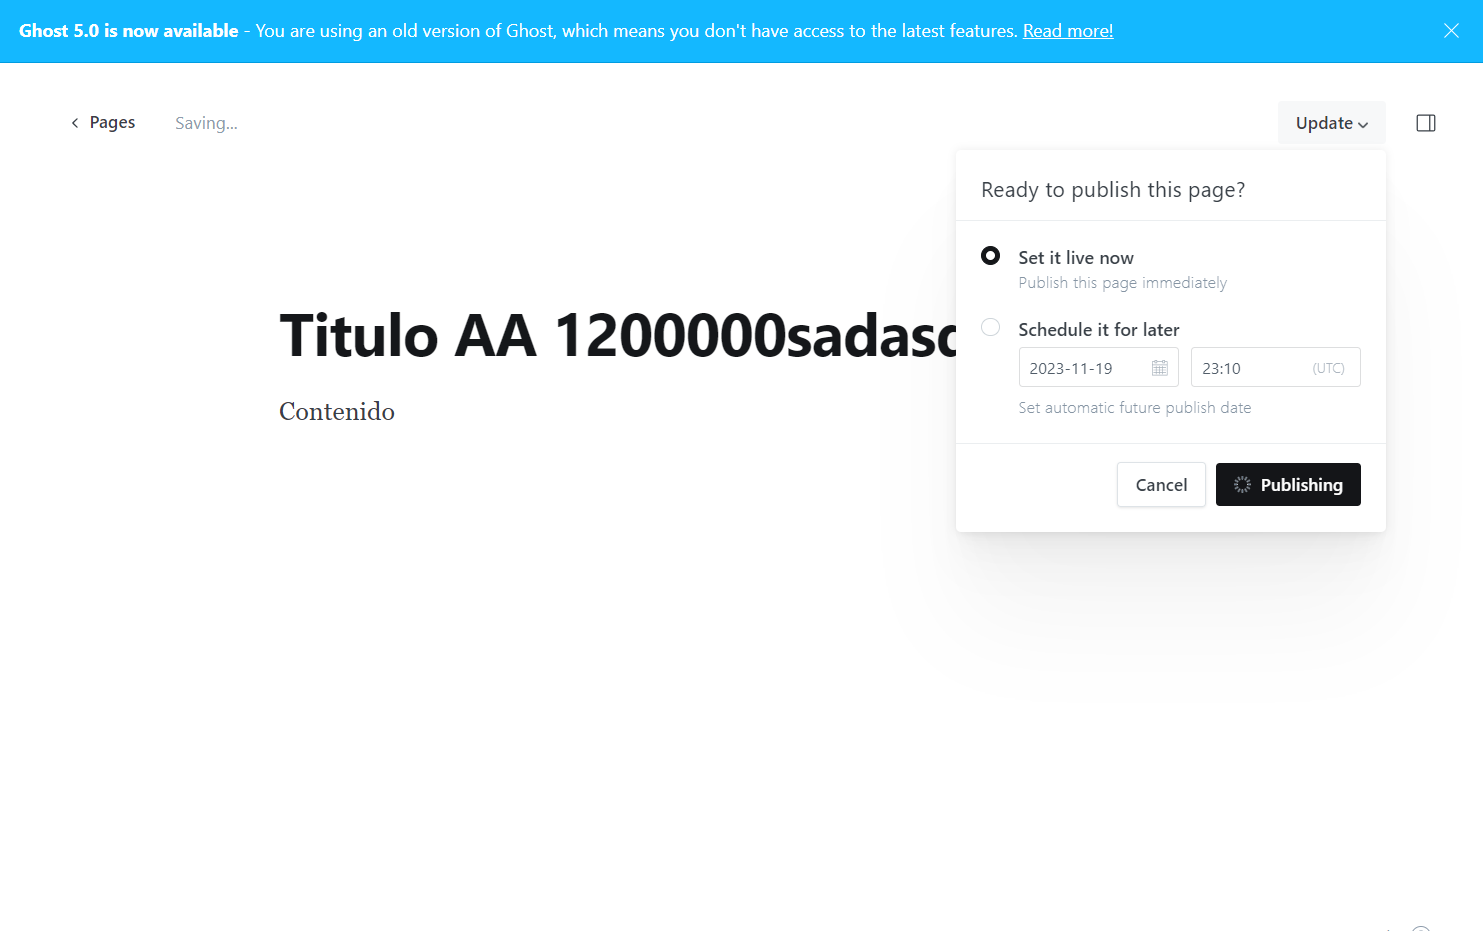 Ghost 5.0 is now available - You are using an old version of Ghost, which means you don't have access to the latest features. Read more!
Pages Saving... Update
Ready to publish this page?
Set it live now
Publish this page immediately
Schedule it for later
2023-11-19 23:10 (UTC)
Set automatic future publish date
Cancel Publishing
Titulo AA 1200000sadasd
Contenido